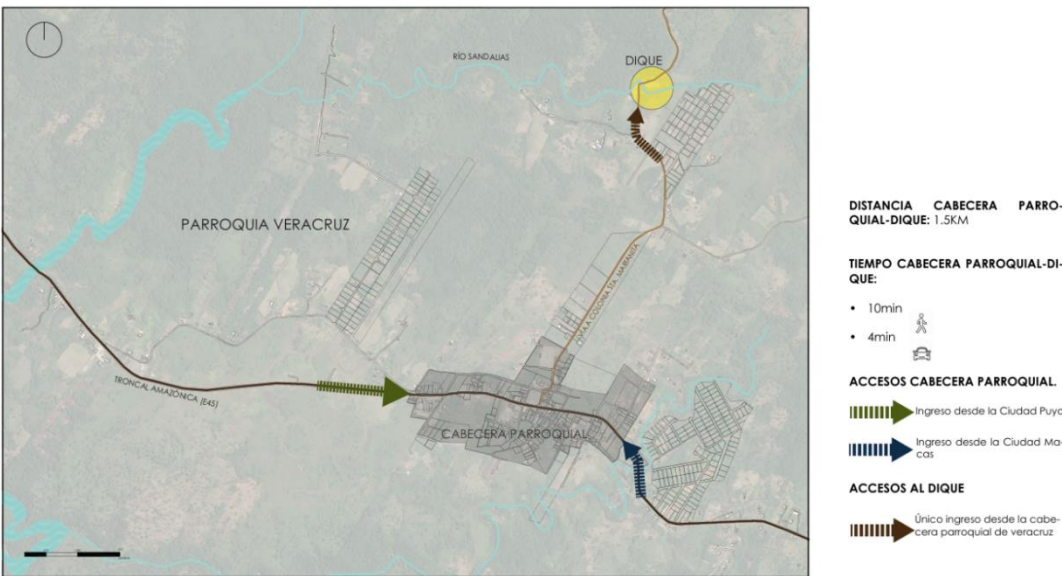 RÍO SANDALIAS
DIQUE
PARROQUIA VERACRUZ
VIA A COLONIA STA. MARIANITA
TRONCAL AMAZÓNICA (E45)
CABECERA PARROQUIAL
DISTANCIA CABECERA PARRO-
QUIAL-DIQUE: 1.5KM
TIEMPO CABECERA PARROQUIAL-DI-
QUE:
• 10min
• 4min
ACCESOS CABECERA PARROQUIAL.
Ingreso desde la Ciudad Puyo
Ingreso desde la Ciudad Ma-
cas
ACCESOS AL DIQUE
Único ingreso desde la cabe-
cera parroquial de veracruz